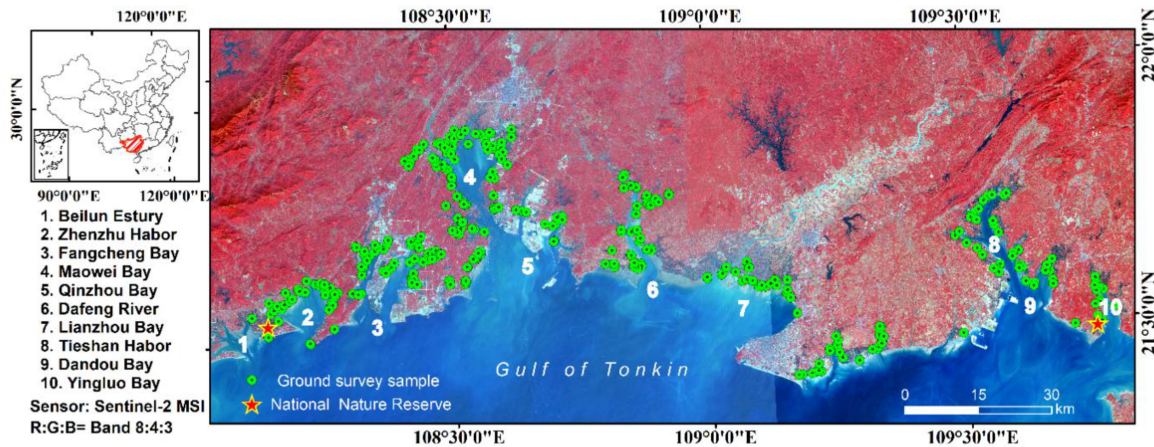 120°0'0"E
108°30'0"E
109°0'0"E
109°30'0"E
30°0'0"N
22°0'0"N
90°0'0"E
120°0'0"E
1. Beilun Estury
2. Zhenzhu Habor
3. Fangcheng Bay
4. Maowei Bay
5. Qinzhou Bay
6. Dafeng River
7. Lianzhou Bay
8. Tieshan Habor
9. Dandou Bay
10. Yingluo Bay
Sensor: Sentinel-2 MSI
R:G:B= Band 8:4:3
4
8
5
6
2
3
7
9
10
1
21°30'0"N
Gulf of Tonkin
Ground survey sample
National Nature Reserve
0 15 30
km
108°30'0"E
109°0'0"E
109°30'0"E